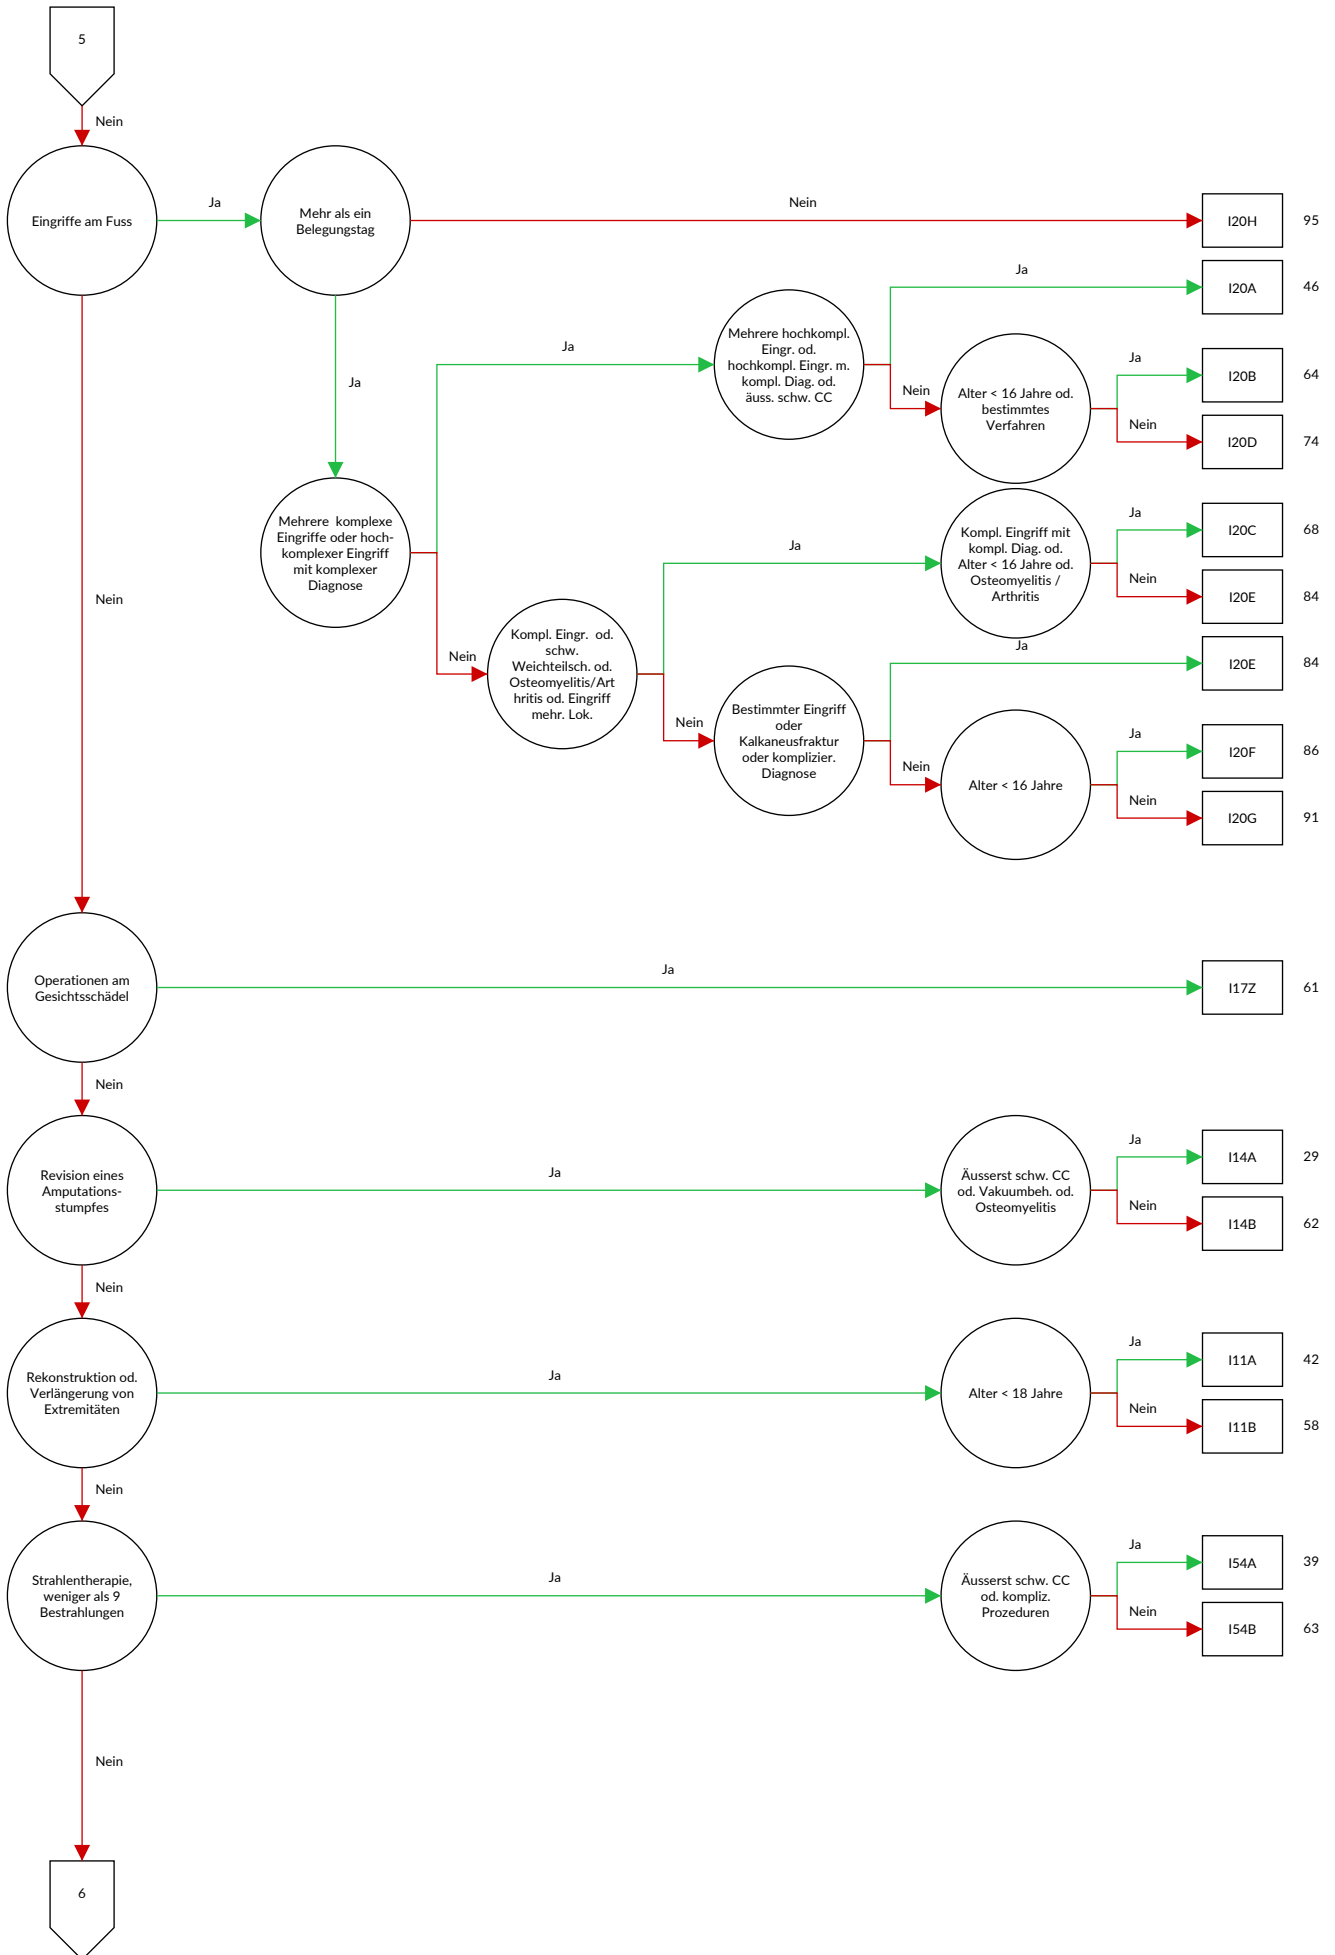 5
Nein
Eingriffe am Fuss
Ja
Mehr als ein
Belegungstag
Nein
I20H
95
Ja
Ja
I20A
46
Mehrere hochkompl.
Eingr. od.
hochkompl. Eingr. m.
kompl. Diag. od.
äuss. schw. CC
Ja
Nein
Alter < 16 Jahre od.
bestimmtes
Verfahren
Ja
I20B
64
Nein
I20D
74
Mehrere komplexe
Eingriffe oder hoch-
komplexer Eingriff
mit komplexer
Diagnose
Ja
Kompl. Eingriff mit
kompl. Diag. od.
Alter < 16 Jahre od.
Osteomyelitis /
Arthritis
Ja
I20C
68
Nein
I20E
84
Nein
Nein
Kompl. Eingr. od.
schw.
Weichteilsch. od.
Osteomyelitis/Art
hritis od. Eingriff
mehr. Lok.
Ja
I20E
84
Nein
Bestimmter Eingriff
oder
Kalkaneusfraktur
oder komplizier.
Diagnose
Nein
Alter < 16 Jahre
Ja
I20F
86
Nein
I20G
91
Operationen am
Gesichtsschädel
Ja
I17Z
61
Nein
Revision eines
Amputations-
stumpfes
Ja
Äusserst schw. CC
od. Vakuumbeh. od.
Osteomyelitis
Ja
I14A
29
Nein
I14B
62
Nein
Rekonstruktion od.
Verlängerung von
Extremitäten
Ja
Alter < 18 Jahre
Ja
I11A
42
Nein
I11B
58
Nein
Strahlentherapie,
weniger als 9
Bestrahlungen
Ja
Äusserst schw. CC
od. kompliz.
Prozeduren
Ja
I54A
39
Nein
I54B
63
Nein
6